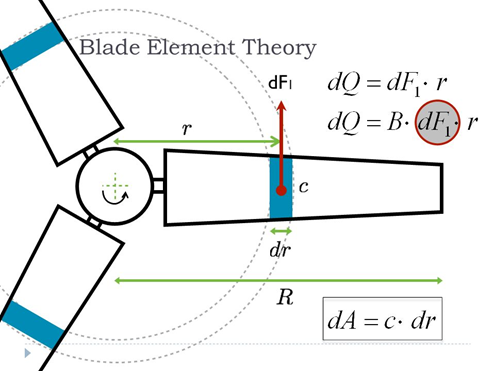 Blade Element Theory
dF₁
dQ = dF₁· r
dQ = B· dF₁· r
r
c
dr
R
dA = c· dr